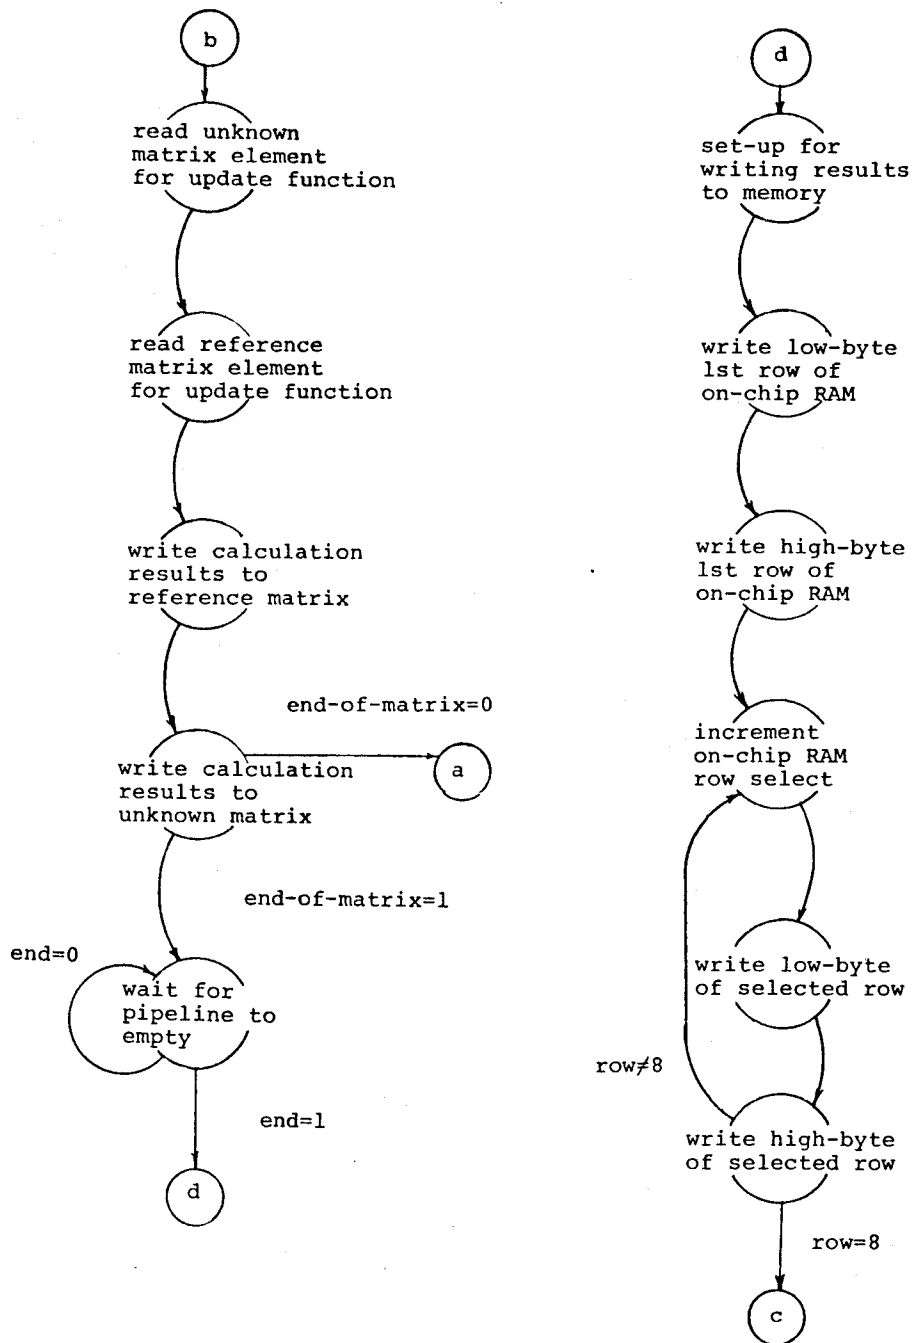 b
read unknown
matrix element
for update function
read reference
matrix element
for update function
write calculation
results to
reference matrix
end-of-matrix=0
write calculation
results to
unknown matrix
a
end-of-matrix=1
end=0
wait for
pipeline to
empty
end=1
d
d
set-up for
writing results
to memory
write low-byte
1st row of
on-chip RAM
write high-byte
1st row of
on-chip RAM
increment
on-chip RAM
row select
write low-byte
of selected row
row≠8
write high-byte
of selected row
row=8
c